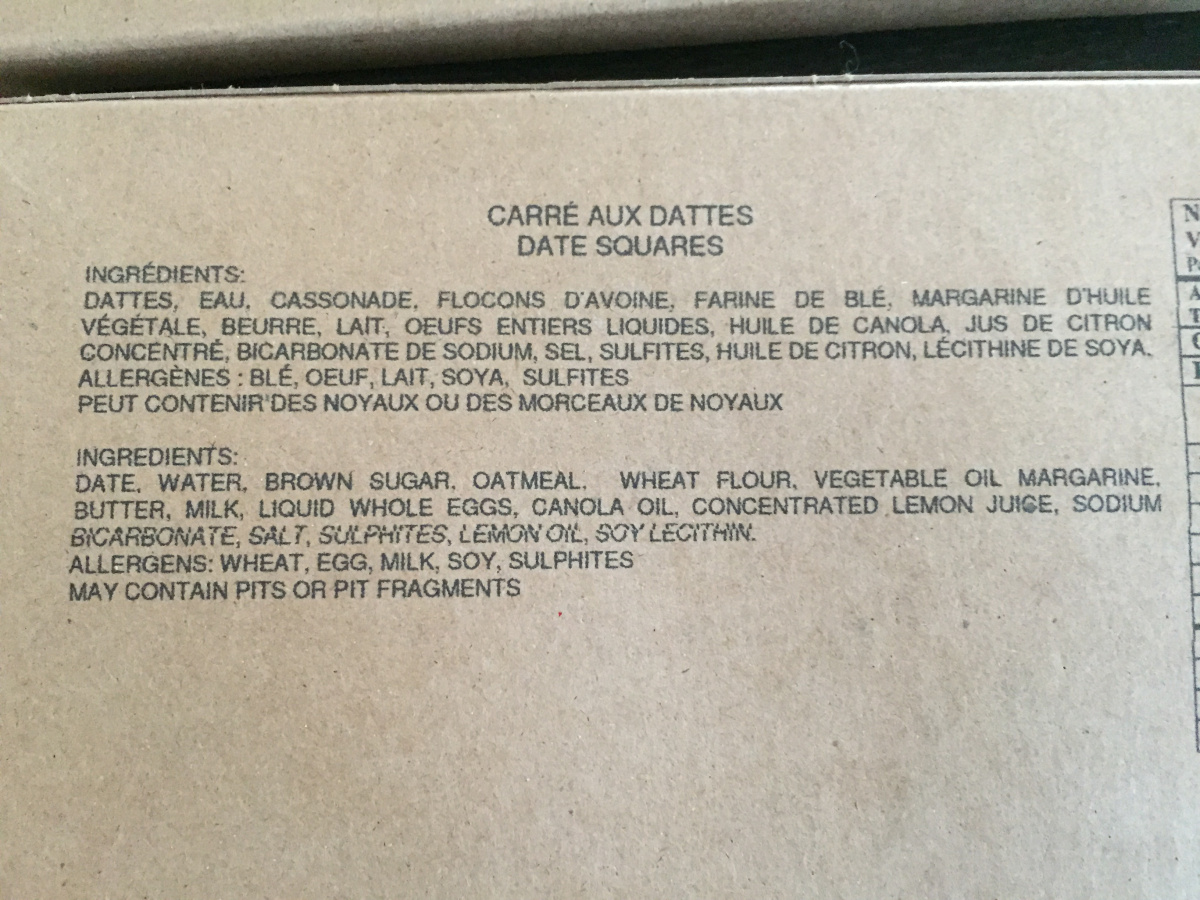 CARRÉ AUX DATTES
DATE SQUARES
INGRÉDIENTS:
DATTES, EAU, CASSONADE, FLOCONS D'AVOINE, FARINE DE BLÉ, MARGARINE D'HUILE
VÉGÉTALE, BEURRE, LAIT, OEUFS ENTIERS LIQUIDES, HUILE DE CANOLA, JUS DE CITRON
CONCENTRÉ, BICARBONATE DE SODIUM, SEL, SULFITES, HUILE DE CITRON, LÉCITHINE DE SOYA.
ALLERGÈNES : BLÉ, OEUF, LAIT, SOYA, SULFITES
PEUT CONTENIR DES NOYAUX OU DES MORCEAUX DE NOYAUX
INGREDIENTS:
DATE, WATER, BROWN SUGAR, OATMEAL, WHEAT FLOUR, VEGETABLE OIL MARGARINE,
BUTTER, MILK, LIQUID WHOLE EGGS, CANOLA OIL, CONCENTRATED LEMON JUICE, SODIUM
BICARBONATE, SALT, SULPHITES, LEMON OIL, SOY LECITHIN.
ALLERGENS: WHEAT, EGG, MILK, SOY, SULPHITES
MAY CONTAIN PITS OR PIT FRAGMENTS